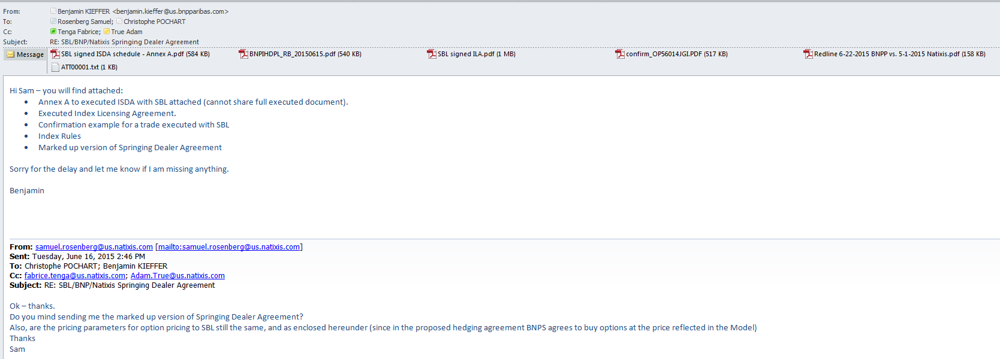 From: Benjamin KIEFFER <benjamin.kieffer@us.bnpparibas.com>
To: Rosenberg Samuel; Christophe POCHART
Cc: Tenga Fabrice; True Adam
Subject: RE: SBL/BNP/Natixis Springing Dealer Agreement
Message SBL signed ISDA schedule - Annex A.pdf (584 KB) BNPIHDPL_RB_20150615.pdf (540 KB) SBL signed ILA.pdf (1 MB) confirm_OP56014JGI.PDF (517 KB) Redline 6-22-2015 BNPP vs. 5-1-2015 Natixis.pdf (158 KB)
ATT00001.txt (1 KB)
Hi Sam – you will find attached:
• Annex A to executed ISDA with SBL attached (cannot share full executed document).
• Executed Index Licensing Agreement.
• Confirmation example for a trade executed with SBL
• Index Rules
• Marked up version of Springing Dealer Agreement
Sorry for the delay and let me know if I am missing anything.
Benjamin
From: samuel.rosenberg@us.natixis.com [mailto:samuel.rosenberg@us.natixis.com]
Sent: Tuesday, June 16, 2015 2:46 PM
To: Christophe POCHART; Benjamin KIEFFER
Cc: fabrice.tenga@us.natixis.com; Adam.True@us.natixis.com
Subject: RE: SBL/BNP/Natixis Springing Dealer Agreement
Ok – thanks.
Do you mind sending me the marked up version of Springing Dealer Agreement?
Also, are the pricing parameters for option pricing to SBL still the same, and as enclosed hereunder (since in the proposed hedging agreement BNPS agrees to buy options at the price reflected in the Model)
Thanks
Sam